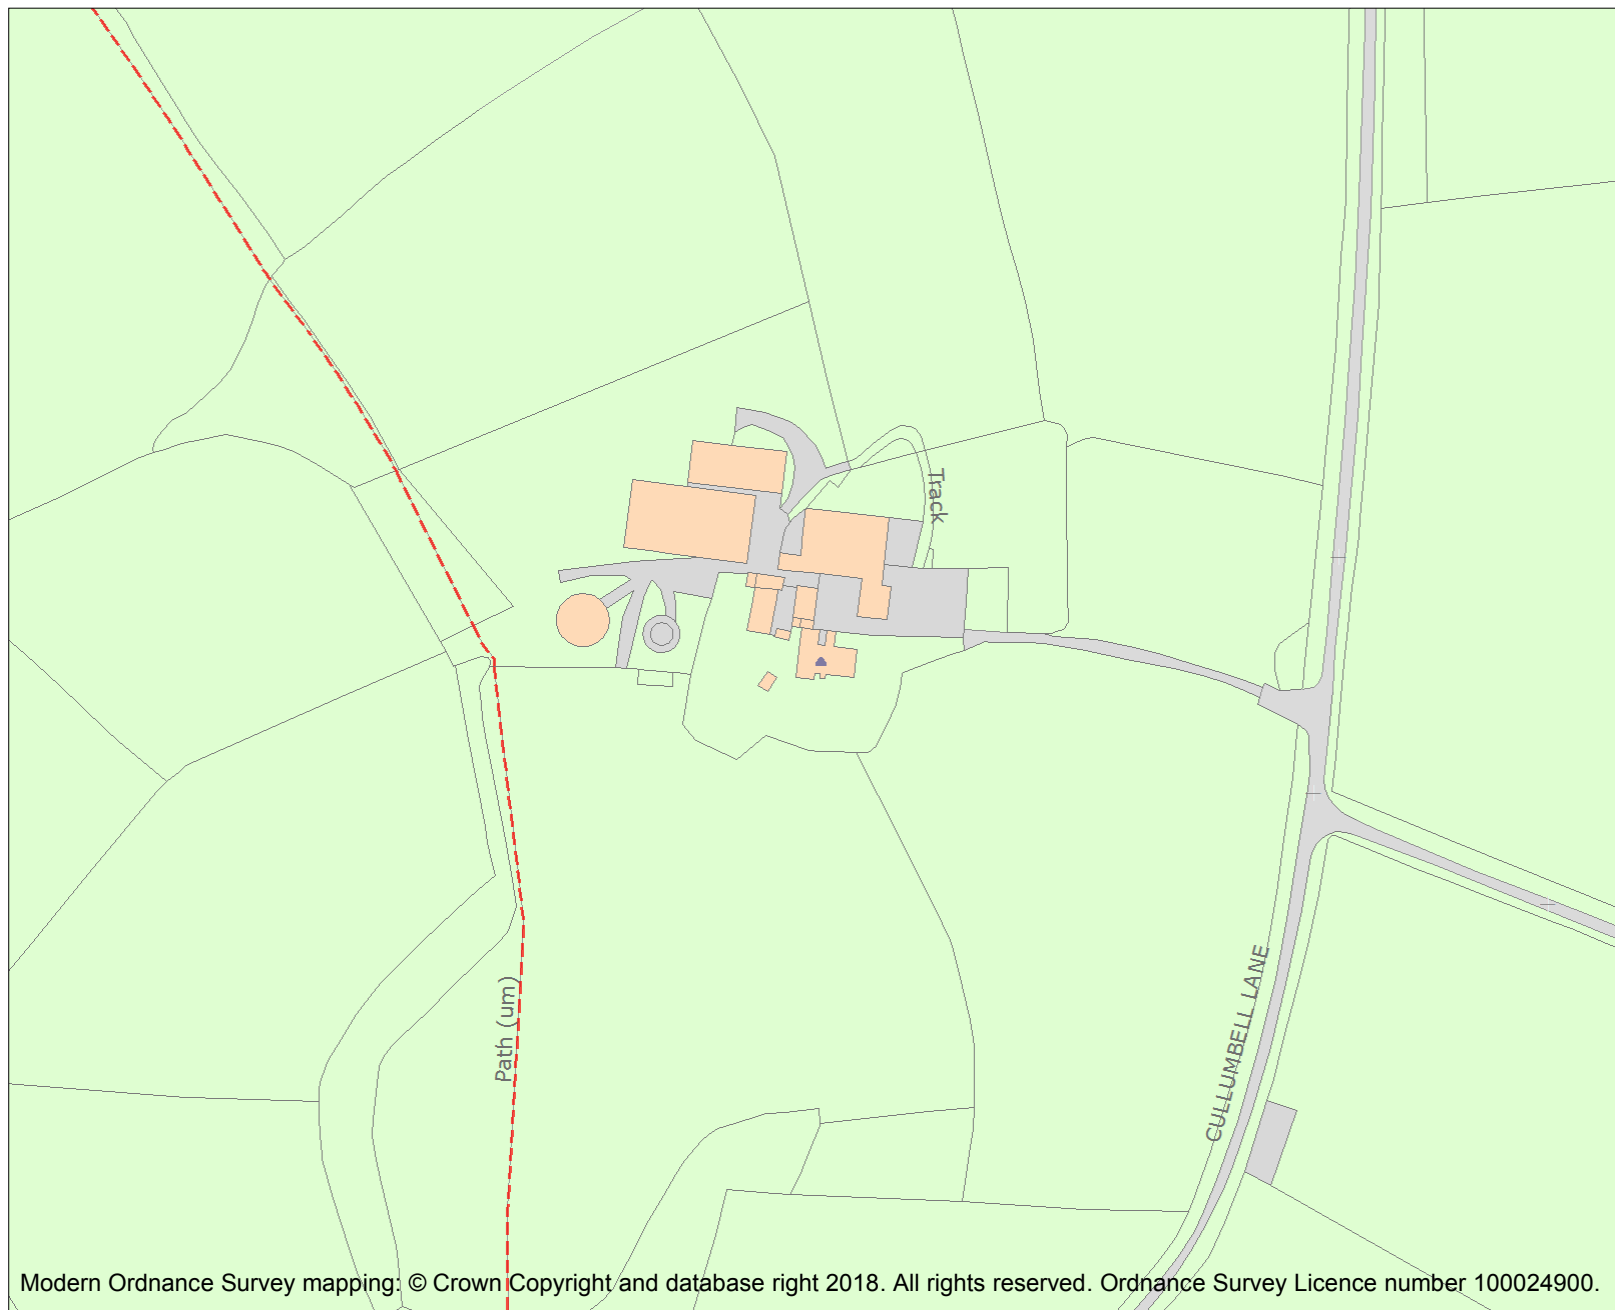 Track
CULLUMBELL LANE
Path (um)
Modern Ordnance Survey mapping: © Crown Copyright and database right 2018. All rights reserved. Ordnance Survey Licence number 100024900.